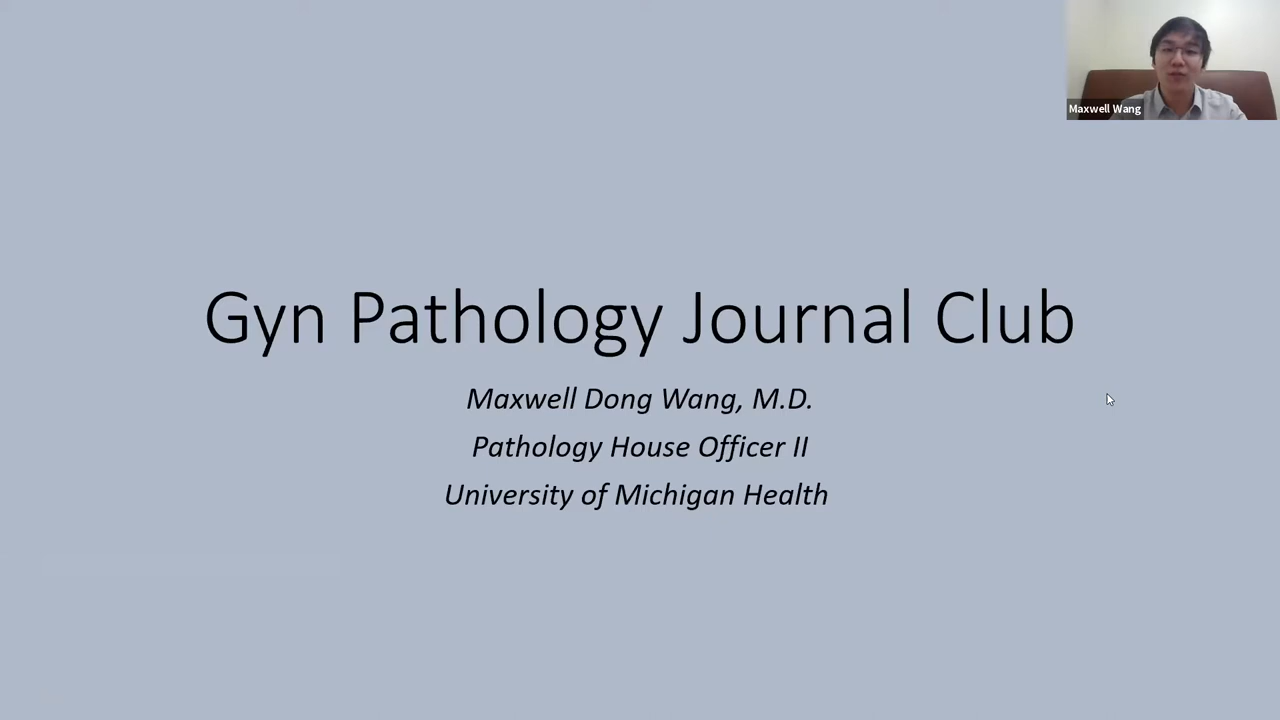 Maxwell Wang
Gyn Pathology Journal Club
Maxwell Dong Wang, M.D.
Pathology House Officer II
University of Michigan Health